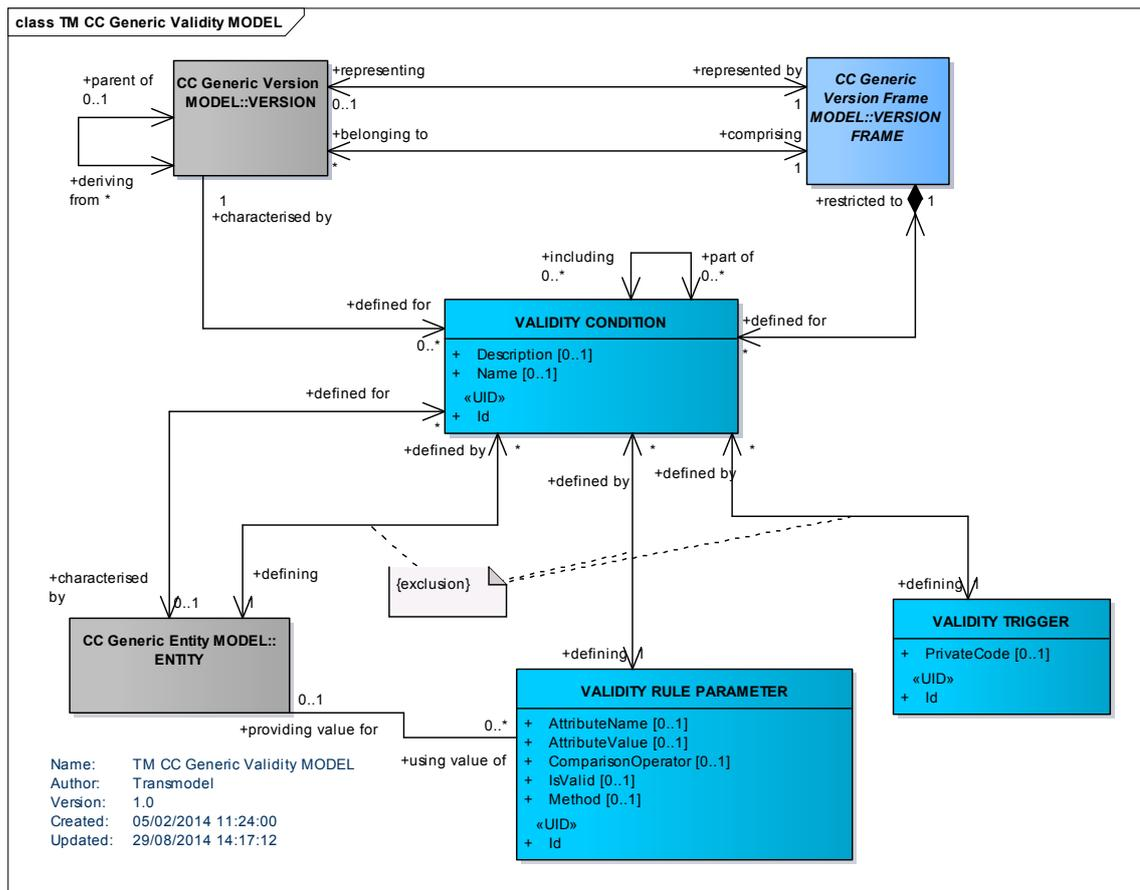 class TM CC Generic Validity MODEL
+parent of
0..1
CC Generic Version
MODEL::VERSION
+representing
0..1
+represented by
1
CC Generic
Version Frame
MODEL::VERSION
FRAME
+belonging to
*
+comprising
1
+deriving
from *
1
+characterised by
+restricted to
1
+including
0..*
+part of
0..*
+defined for
0..*
VALIDITY CONDITION
+ Description [0..1]
+ Name [0..1]
«UID»
+ Id
+defined for
*
+defined for
*
+defined by
*
+defined by
*
+defined by
*
{exclusion}
+characterised
by
0..1
+defining
1
+defining
1
+defining
1
CC Generic Entity MODEL::
ENTITY
VALIDITY TRIGGER
+ PrivateCode [0..1]
«UID»
+ Id
0..1
+providing value for
0..*
+using value of
VALIDITY RULE PARAMETER
+ AttributeName [0..1]
+ AttributeValue [0..1]
+ ComparisonOperator [0..1]
+ IsValid [0..1]
+ Method [0..1]
«UID»
+ Id
Name: TM CC Generic Validity MODEL
Author: Transmodel
Version: 1.0
Created: 05/02/2014 11:24:00
Updated: 29/08/2014 14:17:12